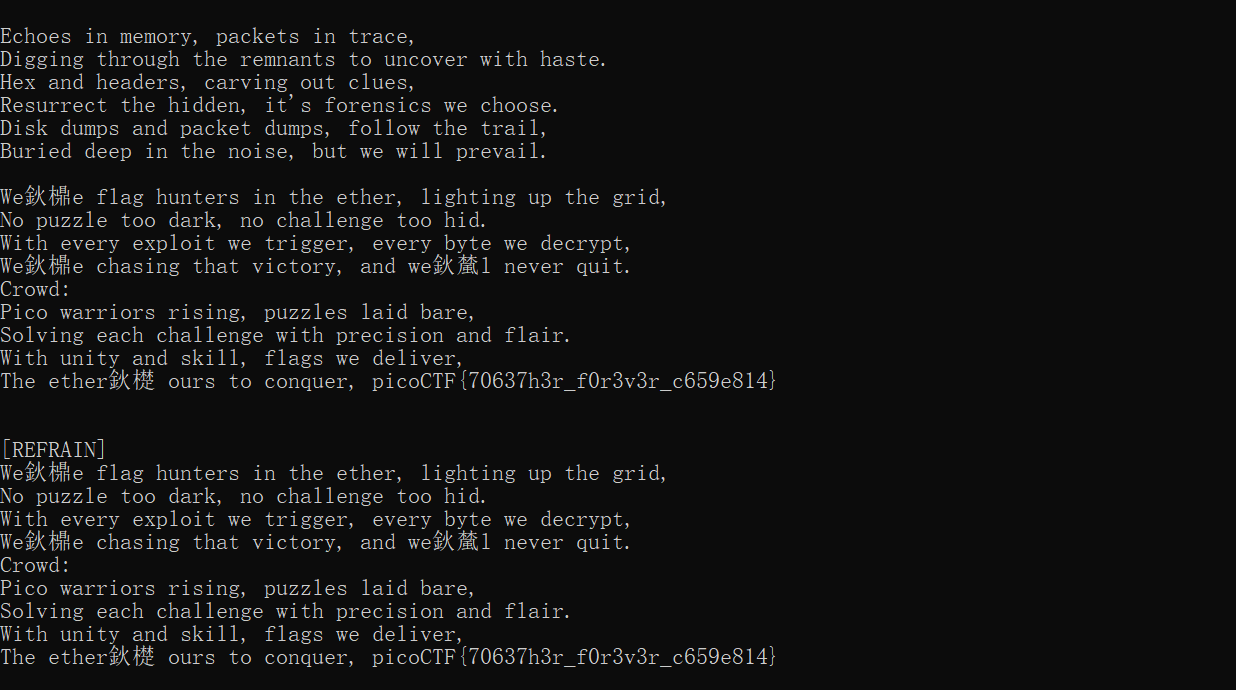 Echoes in memory, packets in trace,
Digging through the remnants to uncover with haste.
Hex and headers, carving out clues,
Resurrect the hidden, it's forensics we choose.
Disk dumps and packet dumps, follow the trail,
Buried deep in the noise, but we will prevail.
We鈥檙e flag hunters in the ether, lighting up the grid,
No puzzle too dark, no challenge too hid.
With every exploit we trigger, every byte we decrypt,
We鈥檙e chasing that victory, and we鈥檒l never quit.
Crowd:
Pico warriors rising, puzzles laid bare,
Solving each challenge with precision and flair.
With unity and skill, flags we deliver,
The ether鈥檚 ours to conquer, picoCTF{70637h3r_f0r3v3r_c659e814}
[REFRAIN]
We鈥檙e flag hunters in the ether, lighting up the grid,
No puzzle too dark, no challenge too hid.
With every exploit we trigger, every byte we decrypt,
We鈥檙e chasing that victory, and we鈥檒l never quit.
Crowd:
Pico warriors rising, puzzles laid bare,
Solving each challenge with precision and flair.
With unity and skill, flags we deliver,
The ether鈥檚 ours to conquer, picoCTF{70637h3r_f0r3v3r_c659e814}